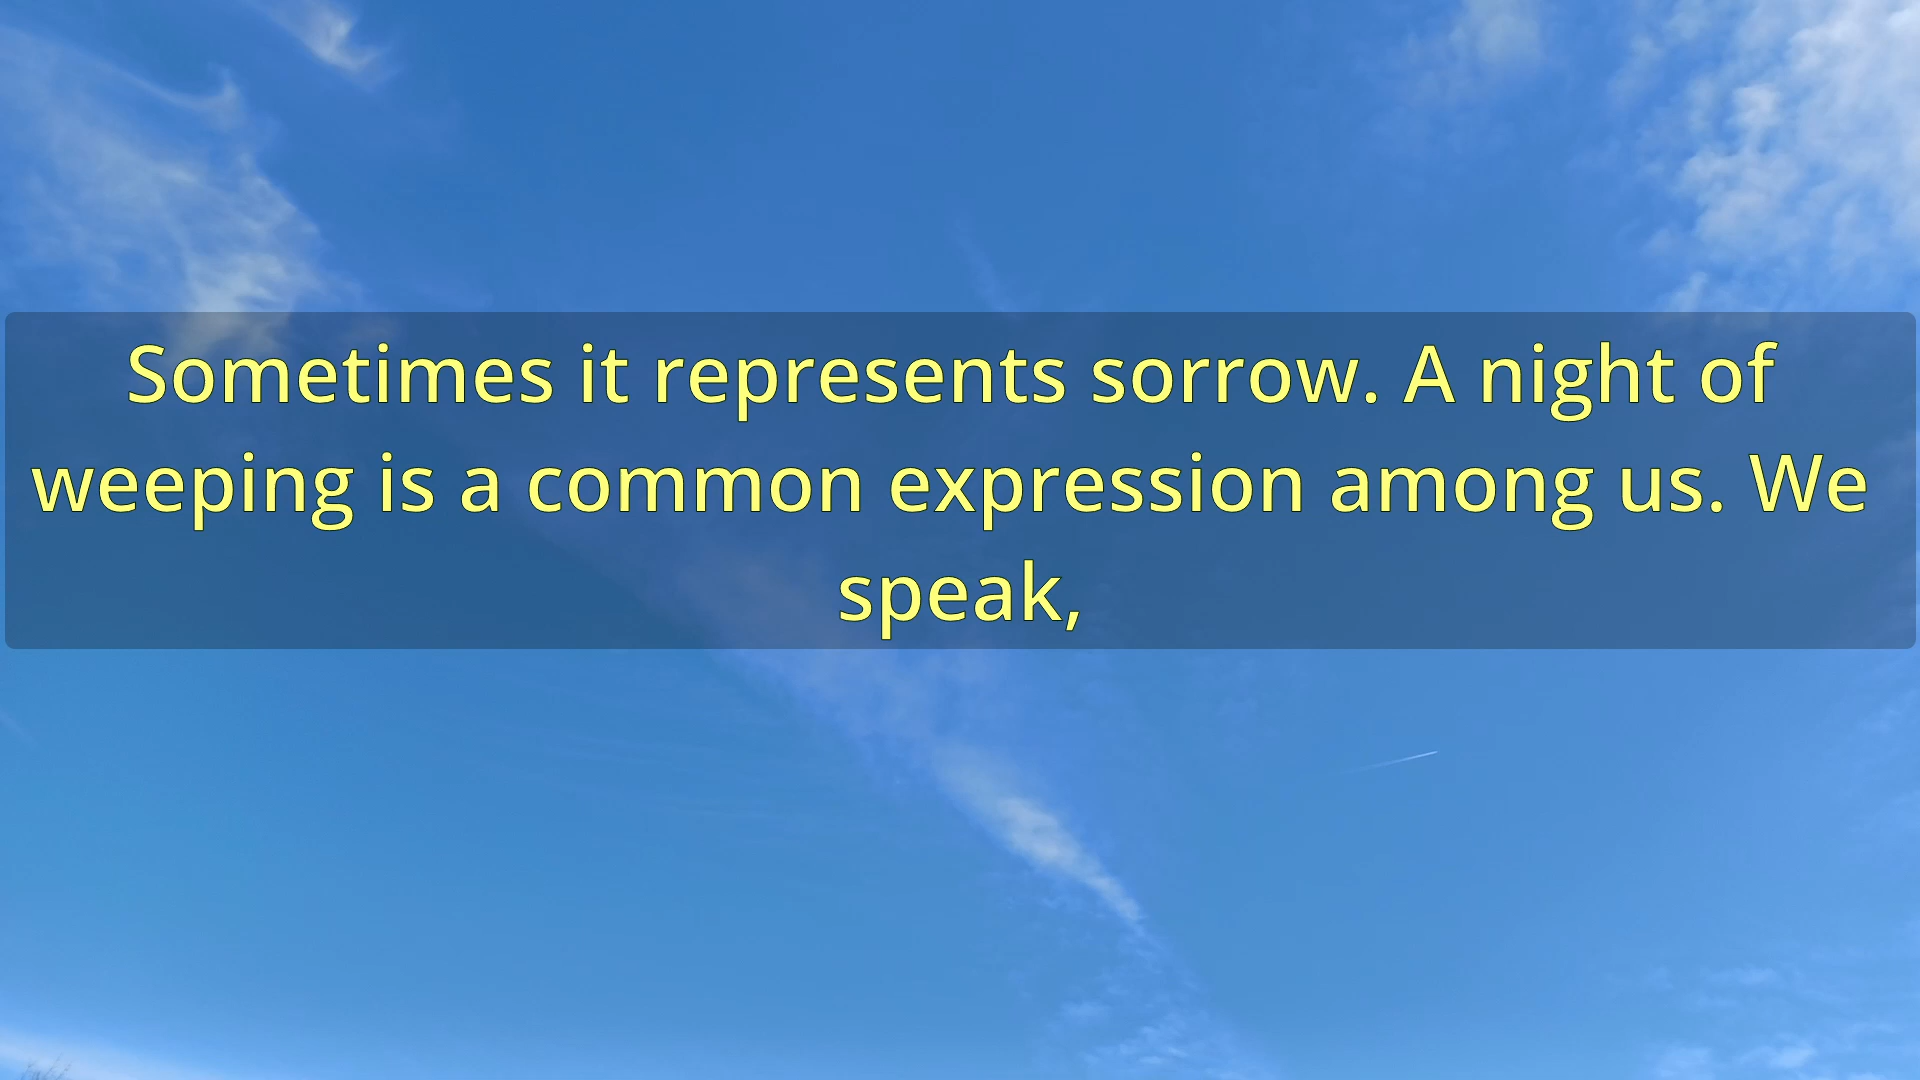 Sometimes it represents sorrow. A night of
weeping is a common expression among us. We
speak,